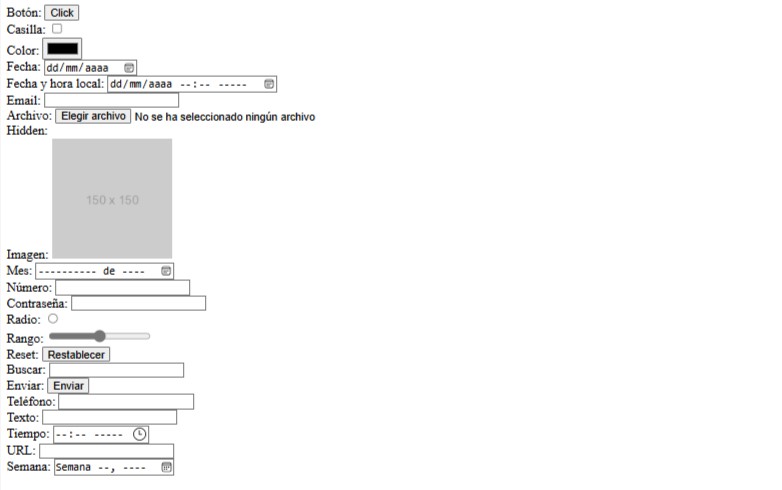 Botón: Click
Casilla:
Color:
Fecha: dd/mm/aaaa
Fecha y hora local: dd/mm/aaaa --:-- -----
Email:
Archivo: Elegir archivo No se ha seleccionado ningún archivo
Hidden:
150 x 150
Imagen:
Mes: ---------- de ----
Número:
Contraseña:
Radio:
Rango:
Reset: Restablecer
Buscar:
Enviar: Enviar
Teléfono:
Texto:
Tiempo: --:-- -----
URL:
Semana: Semana --, ----